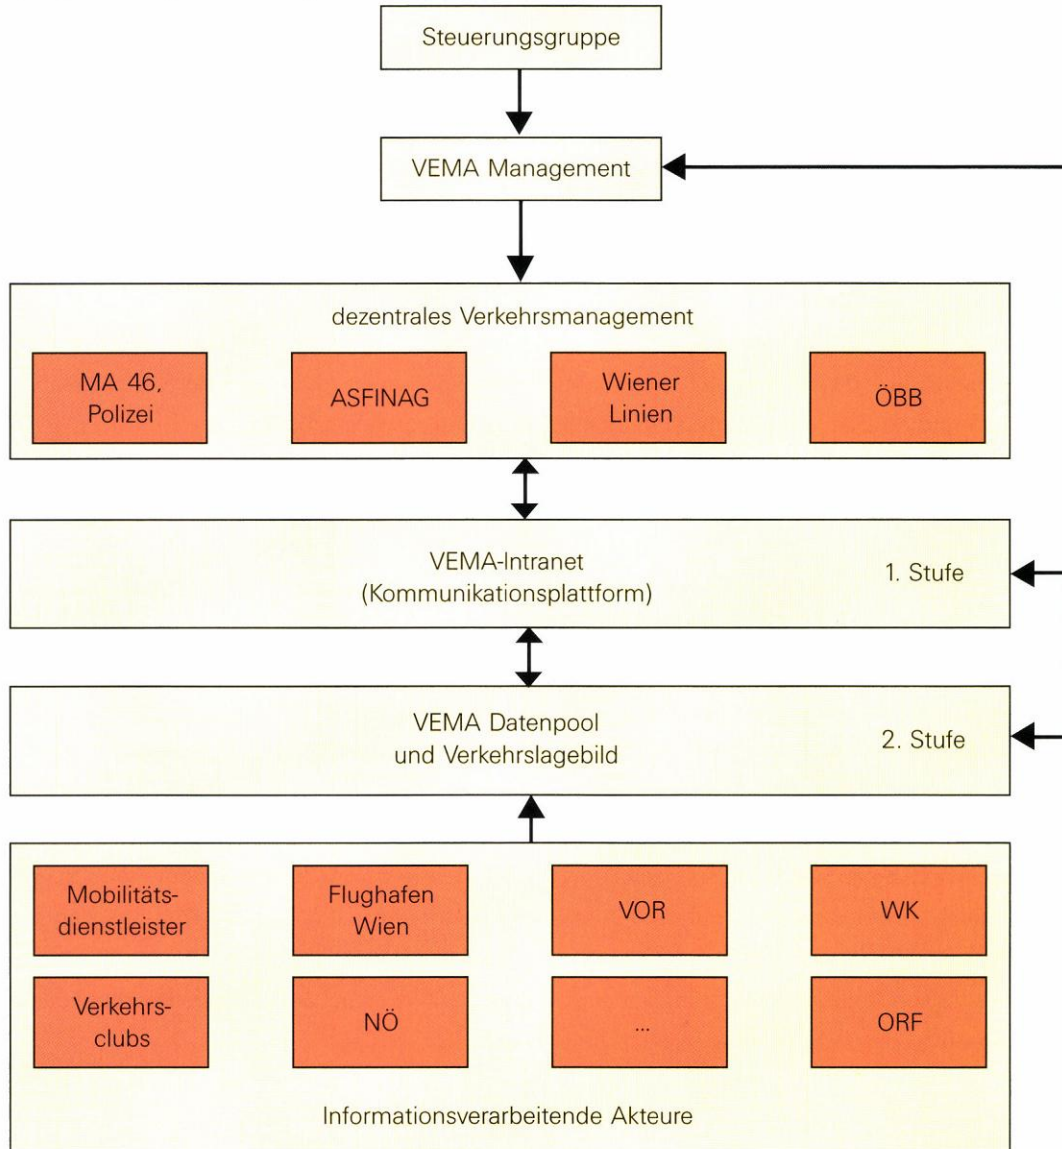 Steuerungsgruppe
VEMA Management
dezentrales Verkehrsmanagement
MA 46,
Polizei
ASFINAG
Wiener
Linien
ÖBB
VEMA-Intranet
(Kommunikationsplattform)
1. Stufe
VEMA Datenpool
und Verkehrslagebild
2. Stufe
Mobilitäts-
dienstleister
Flughafen
Wien
VOR
WK
Verkehrs-
clubs
NÖ
...
ORF
Informationsverarbeitende Akteure